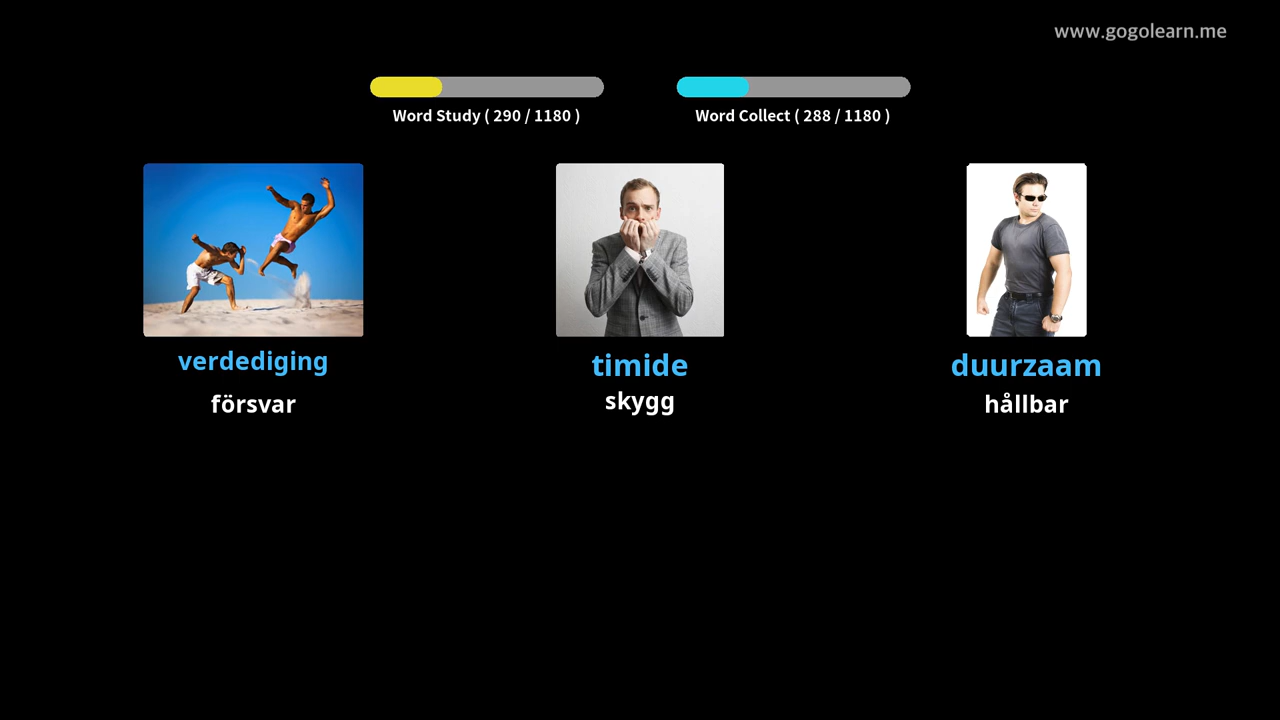 www.gogolearn.me
Word Study ( 290 / 1180 )
Word Collect ( 288 / 1180 )
verdediging
timide
duurzaam
försvar
skygg
hållbar